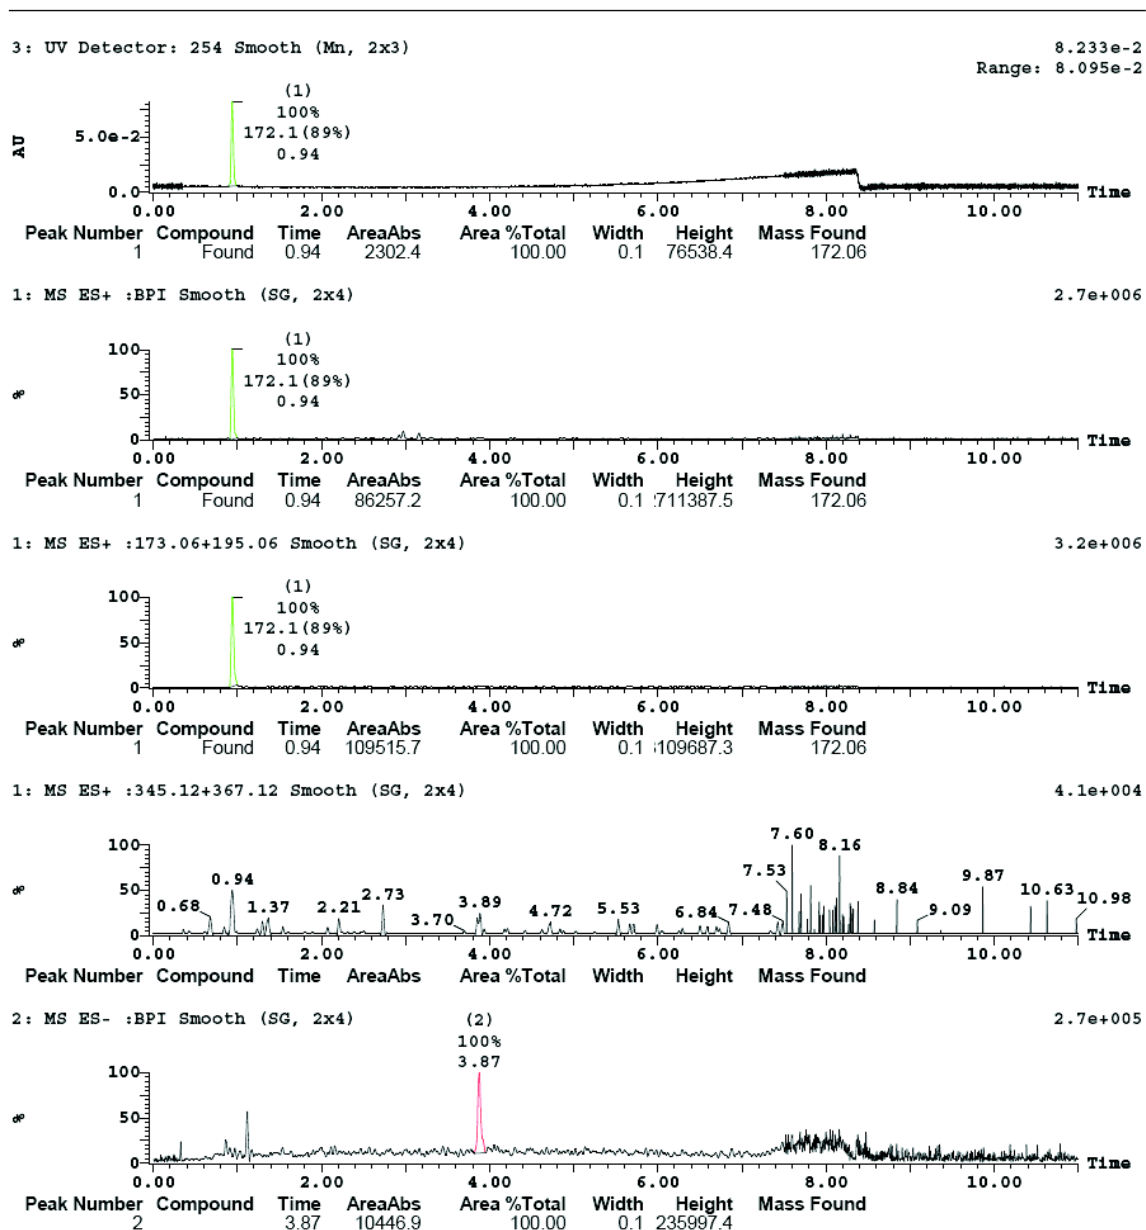 3: UV Detector: 254 Smooth (Mn, 2x3) 8.233e-2
Range: 8.095e-2
(1)
100%
172.1(89%)
0.94
AU
5.0e-2
0.0
0.00 2.00 4.00 6.00 8.00 10.00 Time
Peak Number Compound Time AreaAbs Area %Total Width Height Mass Found
1 Found 0.94 2302.4 100.00 0.1 76538.4 172.06
1: MS ES+ :BPI Smooth (SG, 2x4) 2.7e+006
(1)
100%
172.1(89%)
0.94
%
100
50
0
0.00 2.00 4.00 6.00 8.00 10.00 Time
Peak Number Compound Time AreaAbs Area %Total Width Height Mass Found
1 Found 0.94 86257.2 100.00 0.1 711387.5 172.06
1: MS ES+ :173.06+195.06 Smooth (SG, 2x4) 3.2e+006
(1)
100%
172.1(89%)
0.94
%
100
50
0
0.00 2.00 4.00 6.00 8.00 10.00 Time
Peak Number Compound Time AreaAbs Area %Total Width Height Mass Found
1 Found 0.94 109515.7 100.00 0.1 109687.3 172.06
1: MS ES+ :345.12+367.12 Smooth (SG, 2x4) 4.1e+004
%
100
50
0
0.68 0.94 1.37 2.21 2.73 3.70 3.89 4.72 5.53 6.84 7.48 7.53 7.60 8.16 8.84 9.09 9.87 10.63 10.98
0.00 2.00 4.00 6.00 8.00 10.00 Time
Peak Number Compound Time AreaAbs Area %Total Width Height Mass Found
2: MS ES- :BPI Smooth (SG, 2x4) 2.7e+005
(2)
100%
3.87
%
100
50
0
0.00 2.00 4.00 6.00 8.00 10.00 Time
Peak Number Compound Time AreaAbs Area %Total Width Height Mass Found
2 3.87 10446.9 100.00 0.1 235997.4